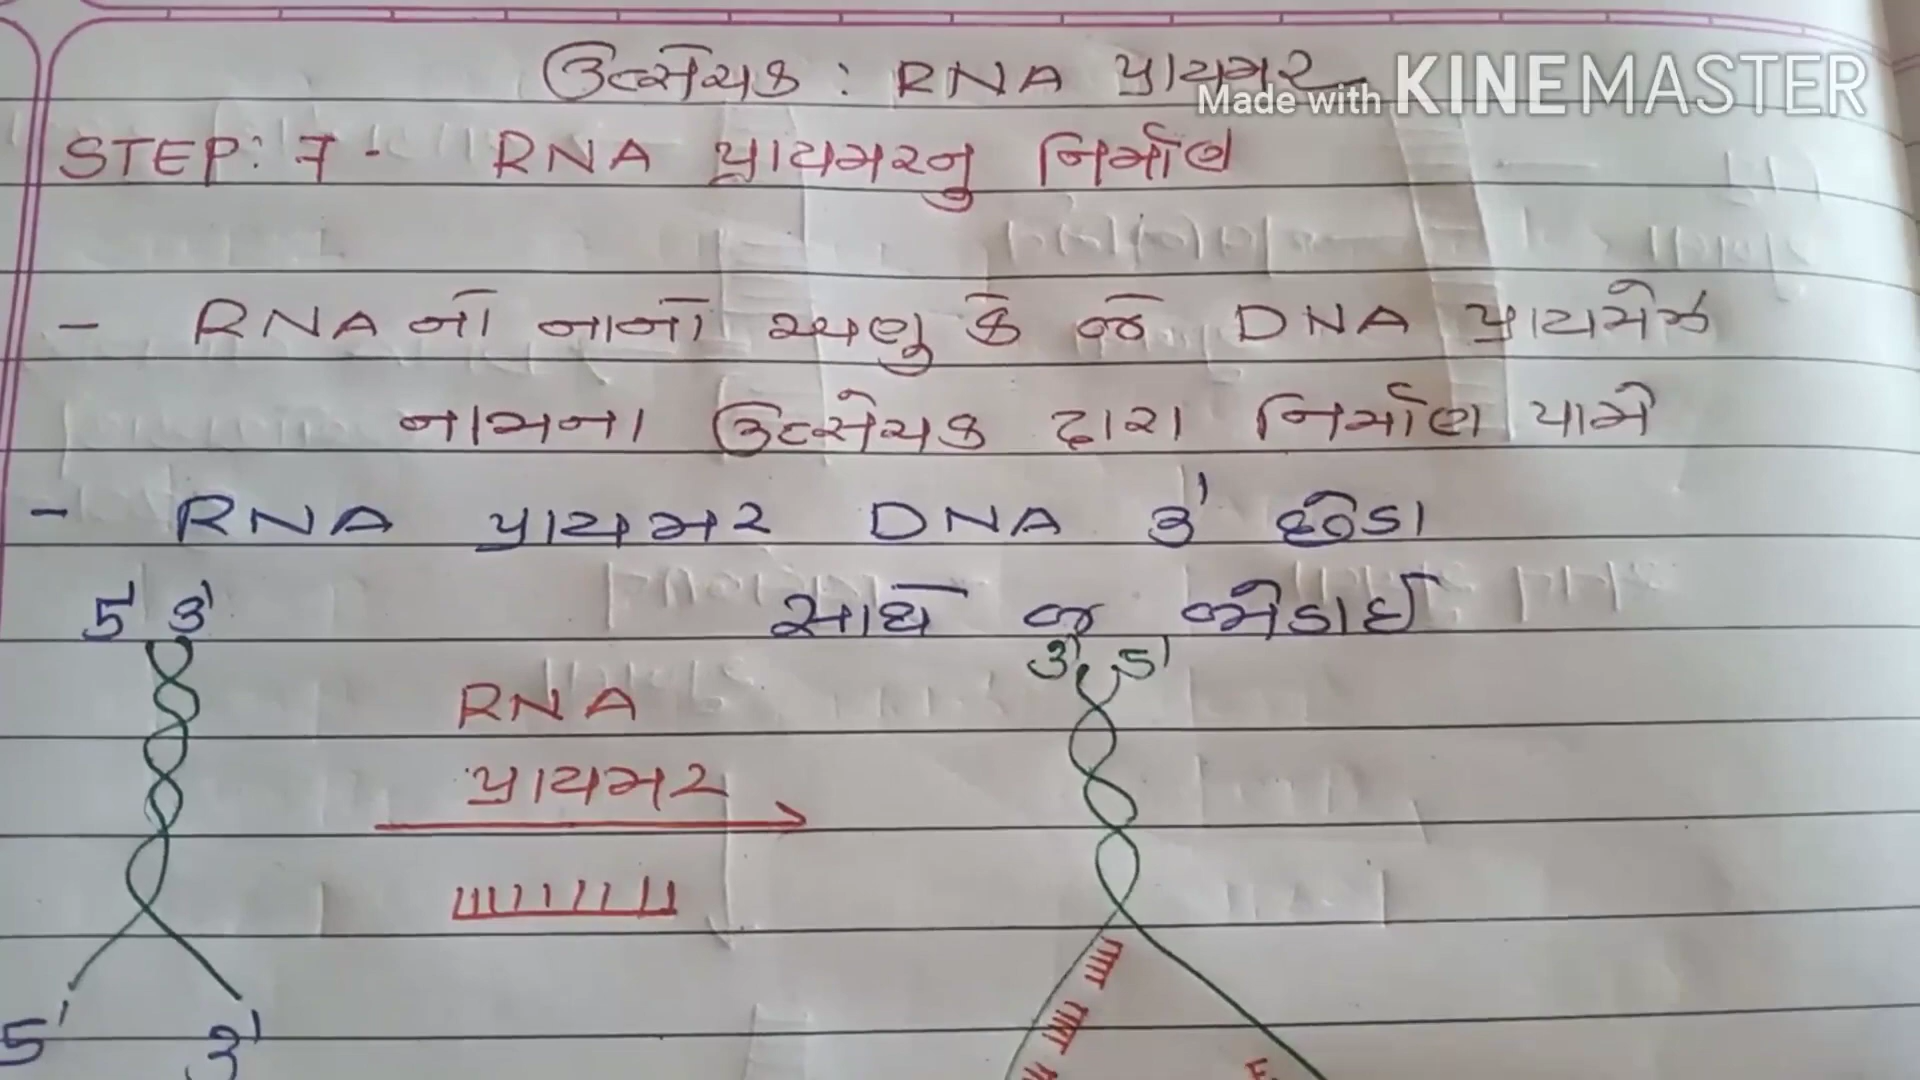 ઉત્સેચક : RNA પ્રાયમર
Made with KINEMASTER
STEP: 7 - RNA પ્રાયમરનુ નિર્માણ
- RNA નો નાનો અણુ કે જે DNA પ્રાયમેઝ
નામના ઉત્સેચક દ્વારા નિર્માણ પામે
- RNA પ્રાયમર DNA 3' છેડા
સાથે જ જોડાઈ
5' 3'
3' 5'
RNA
પ્રાયમર
5' 3'